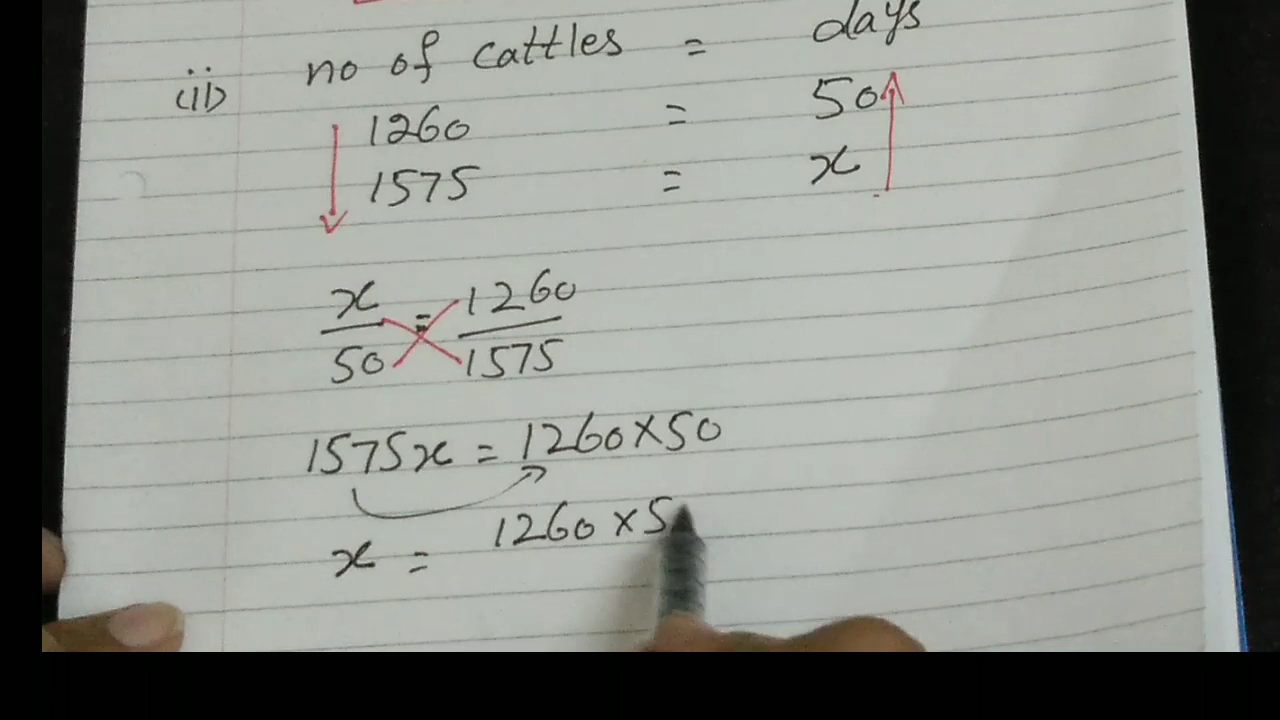 (ii) no of cattles = days
1260 = 50
1575 = x
x/50 = 1260/1575
1575x = 1260×50
x = 1260×5